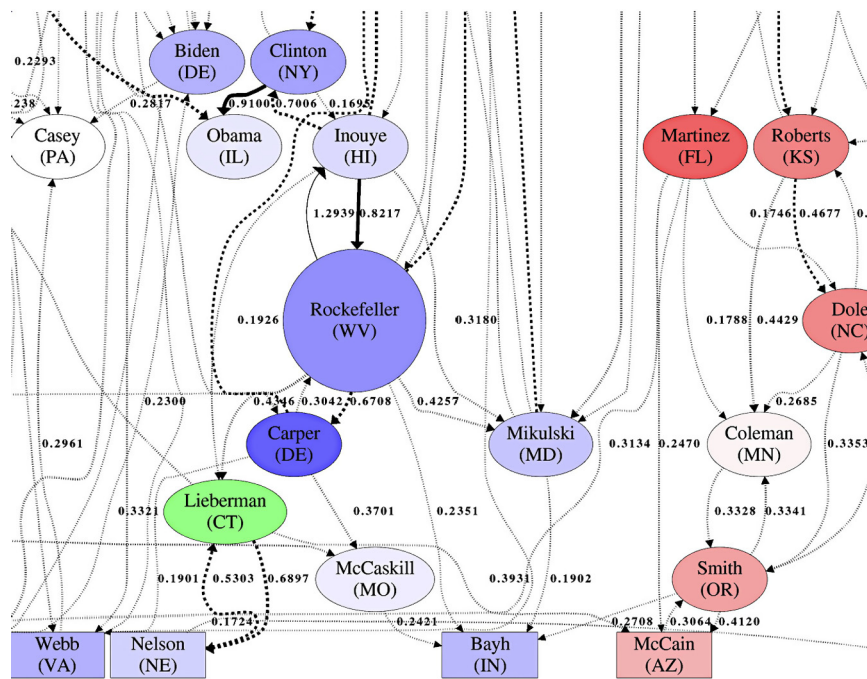 0.2293
Biden
(DE)
Clinton
(NY)
.238
0.2817
0.9100
0.7006
0.1695
Casey
(PA)
Obama
(IL)
Inouye
(HI)
Martinez
(FL)
Roberts
(KS)
1.2939
0.8217
0.1746
0.4677
0.
Rockefeller
(WV)
Dole
(NC)
0.1926
0.3180
0.1788
0.4429
0.2300
0.4346
0.3042
0.6708
0.4257
0.2685
Carper
(DE)
Mikulski
(MD)
Coleman
(MN)
0.2961
0.3134
0.2470
0.3353
Lieberman
(CT)
0.3321
0.3701
0.2351
0.3328
0.3341
McCaskill
(MO)
Smith
(OR)
0.1901
0.5303
0.6897
0.3931
0.1902
0.1724
0.2421
0.2708
0.3064
0.4120
Webb
(VA)
Nelson
(NE)
Bayh
(IN)
McCain
(AZ)